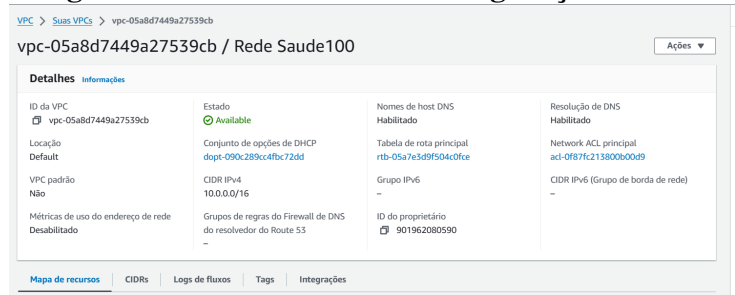 VPC > Suas VPCs > vpc-05a8d7449a27539cb
vpc-05a8d7449a27539cb / Rede Saude100
Ações ▼
Detalhes Informações
ID da VPC
vpc-05a8d7449a27539cb
Estado
Available
Nomes de host DNS
Habilitado
Resolução de DNS
Habilitado
Locação
Default
Conjunto de opções de DHCP
dopt-090c289cc4fbc72dd
Tabela de rota principal
rtb-05a7e3d9f504c0fce
Network ACL principal
acl-0f87fc213800b00d9
VPC padrão
Não
CIDR IPv4
10.0.0.0/16
Grupo IPv6
–
CIDR IPv6 (Grupo de borda de rede)
–
Métricas de uso do endereço de rede
Desabilitado
Grupos de regras do Firewall de DNS
do resolvedor do Route 53
–
ID do proprietário
901962080590
Mapa de recursos
CIDRs
Logs de fluxos
Tags
Integrações